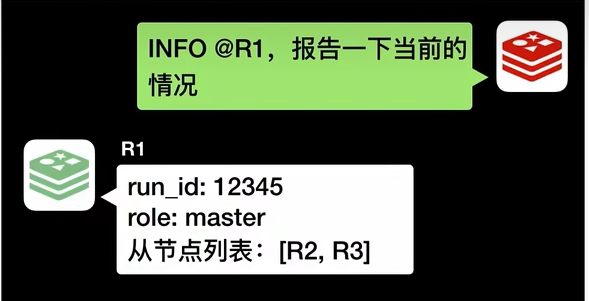 INFO @R1，报告一下当前的
情况
R1
run_id: 12345
role: master
从节点列表：[R2, R3]